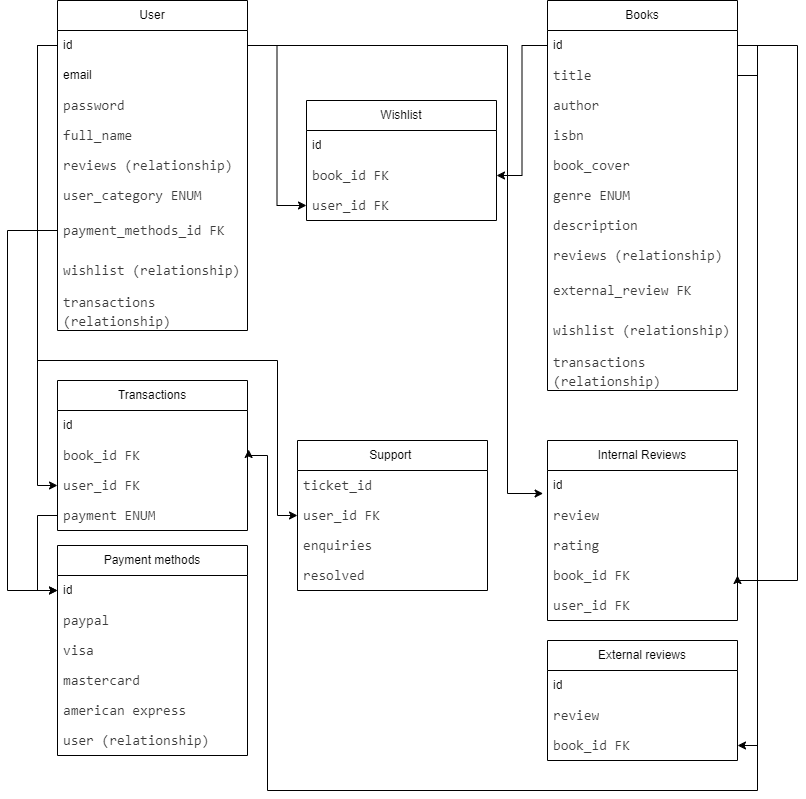 User
id
email
password
full_name
reviews (relationship)
user_category ENUM
payment_methods_id FK
wishlist (relationship)
transactions
(relationship)
Wishlist
id
book_id FK
user_id FK
Books
id
title
author
isbn
book_cover
genre ENUM
description
reviews (relationship)
external_review FK
wishlist (relationship)
transactions
(relationship)
Transactions
id
book_id FK
user_id FK
payment ENUM
Support
ticket_id
user_id FK
enquiries
resolved
Internal Reviews
id
review
rating
book_id FK
user_id FK
Payment methods
id
paypal
visa
mastercard
american express
user (relationship)
External reviews
id
review
book_id FK